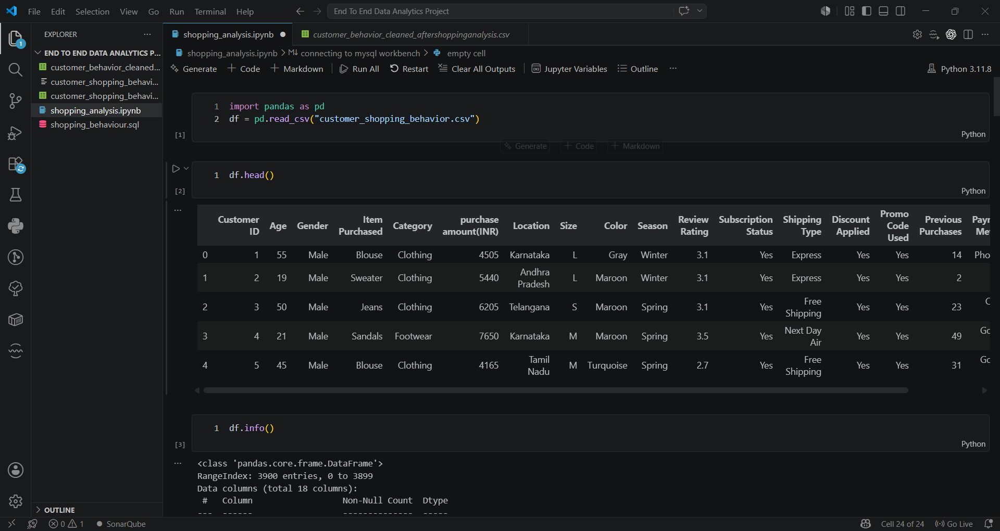 File Edit Selection View Go Run Terminal Help
End To End Data Analytics Project
EXPLORER
END TO END DATA ANALYTICS P...
customer_behavior_cleaned...
customer_shopping_behavi...
customer_shopping_behavi...
shopping_analysis.ipynb
shopping_behaviour.sql
OUTLINE
1
shopping_analysis.ipynb
customer_behavior_cleaned_aftershoppinganalysis.csv
shopping_analysis.ipynb > M↓ connecting to mysql workbench > empty cell
Generate + Code + Markdown Run All Restart Clear All Outputs Jupyter Variables Outline ...
Python 3.11.8
1 import pandas as pd
2 df = pd.read_csv("customer_shopping_behavior.csv")
[1]
Python
Generate + Code + Markdown
1 df.head()
[2]
Python
Customer ID Age Gender Item Purchased Category purchase amount(INR) Location Size Color Season Review Rating Subscription Status Shipping Type Discount Applied Promo Code Used Previous Purchases Payr Me
0 1 55 Male Blouse Clothing 4505 Karnataka L Gray Winter 3.1 Yes Express Yes Yes 14 Pho
1 2 19 Male Sweater Clothing 5440 Andhra Pradesh L Maroon Winter 3.1 Yes Express Yes Yes 2
2 3 50 Male Jeans Clothing 6205 Telangana S Maroon Spring 3.1 Yes Free Shipping Yes Yes 23 C
3 4 21 Male Sandals Footwear 7650 Karnataka M Maroon Spring 3.5 Yes Next Day Air Yes Yes 49 Go
4 5 45 Male Blouse Clothing 4165 Tamil Nadu M Turquoise Spring 2.7 Yes Free Shipping Yes Yes 31 Go
1 df.info()
[3]
Python
<class 'pandas.core.frame.DataFrame'>
RangeIndex: 3900 entries, 0 to 3899
Data columns (total 18 columns):
 #   Column                  Non-Null Count  Dtype
---  ------                  --------------  -----
0 1 SonarQube
Cell 24 of 24 Go Live